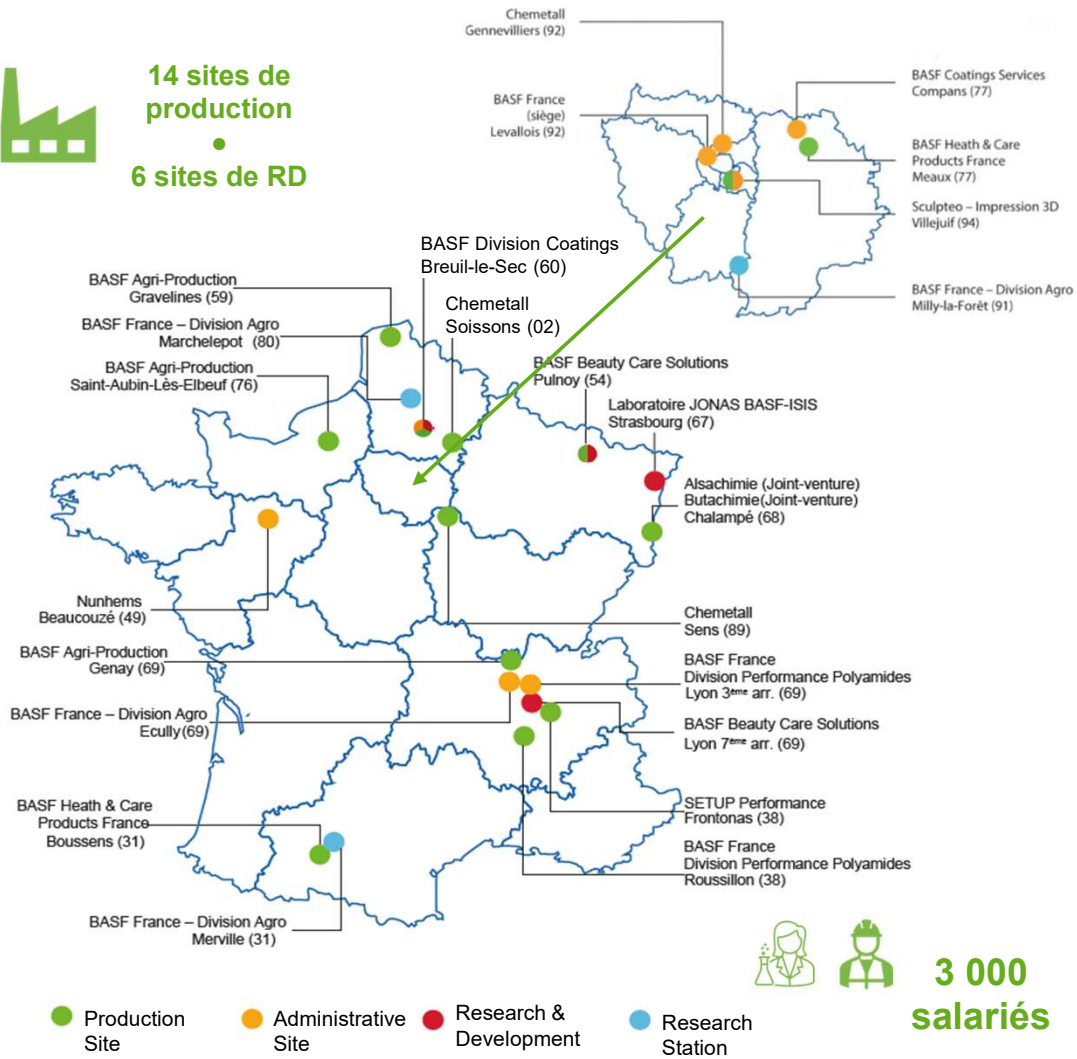 14 sites de
production
•
6 sites de RD
Chemetall
Gennevilliers (92)
BASF France
(siège)
Levallois (92)
BASF Coatings Services
Compans (77)
BASF Heath & Care
Products France
Meaux (77)
Sculpteo – Impression 3D
Villejuif (94)
BASF France – Division Agro
Milly-la-Forêt (91)
BASF Division Coatings
Breuil-le-Sec (60)
Chemetall
Soissons (02)
BASF Agri-Production
Gravelines (59)
BASF France – Division Agro
Marchelepot (80)
BASF Agri-Production
Saint-Aubin-Lès-Elbeuf (76)
BASF Beauty Care Solutions
Pulnoy (54)
Laboratoire JONAS BASF-ISIS
Strasbourg (67)
Alsachimie (Joint-venture)
Butachimie(Joint-venture)
Chalampé (68)
Nunhems
Beaucouzé (49)
Chemetall
Sens (89)
BASF Agri-Production
Genay (69)
BASF France
Division Performance Polyamides
Lyon 3ème arr. (69)
BASF France – Division Agro
Ecully(69)
BASF Beauty Care Solutions
Lyon 7ème arr. (69)
BASF Heath & Care
Products France
Boussens (31)
SETUP Performance
Frontonas (38)
BASF France
Division Performance Polyamides
Roussillon (38)
BASF France – Division Agro
Merville (31)
3 000
salariés
Production
Site
Administrative
Site
Research &
Development
Research
Station